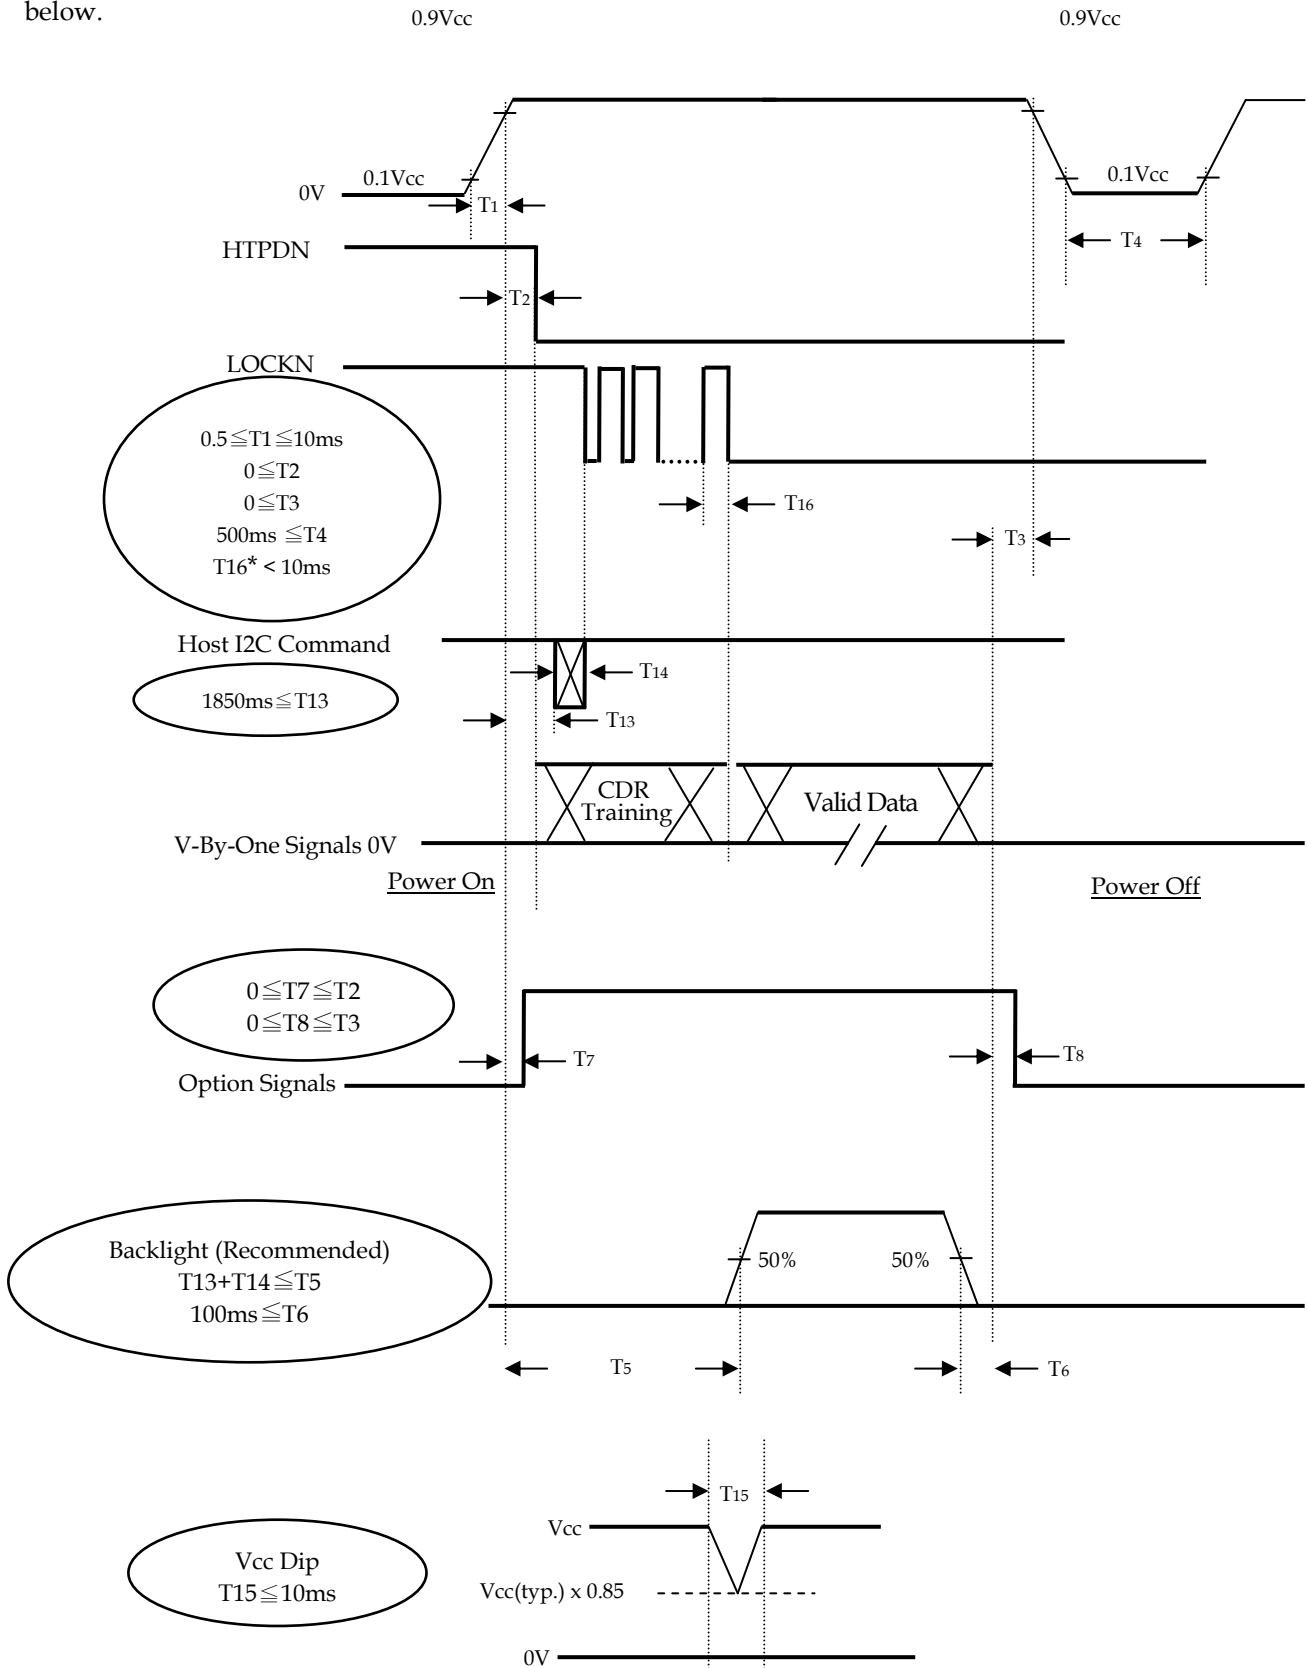 below.
0.9Vcc
0.9Vcc
0.1Vcc
0V
T1
0.1Vcc
T4
HTPDN
T2
LOCKN
0.5≦T1≦10ms
0≦T2
0≦T3
500ms ≦T4
T16* < 10ms
T16
T3
Host I2C Command
T14
1850ms≦T13
T13
CDR
Training
Valid Data
V-By-One Signals 0V
Power On
Power Off
0≦T7≦T2
0≦T8≦T3
T7
T8
Option Signals
Backlight (Recommended)
T13+T14≦T5
100ms≦T6
50%
50%
T5
T6
T15
Vcc
Vcc Dip
T15≦10ms
Vcc(typ.) x 0.85
0V